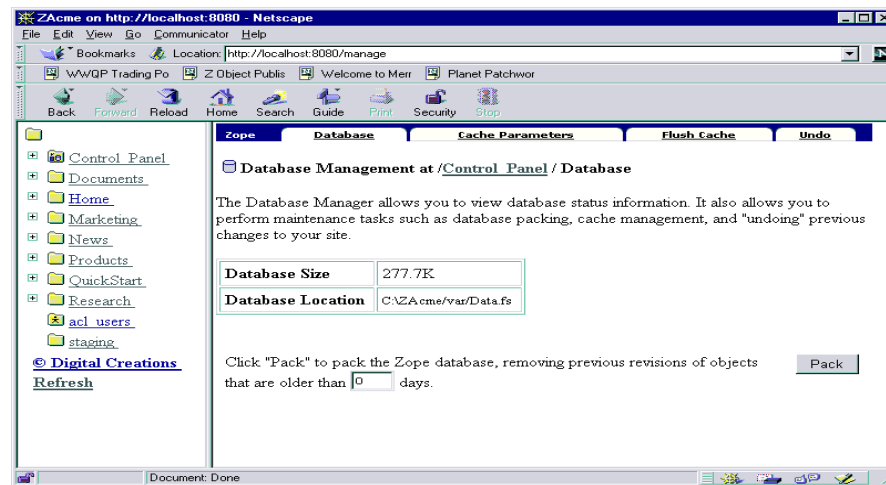 ZAcme on http://localhost:8080 - Netscape
File Edit View Go Communicator Help
Bookmarks Location: http://localhost:8080/manage
WWQP Trading Po Z Object Publis Welcome to Merr Planet Patchwor
Back Forward Reload Home Search Guide Print Security Stop
Zope Database Cache Parameters Flush Cache Undo
Control_Panel
Documents
Home
Marketing
News
Products
QuickStart
Research
acl_users
staging
© Digital Creations
Refresh
Database Management at /Control_Panel / Database
The Database Manager allows you to view database status information. It also allows you to
perform maintenance tasks such as database packing, cache management, and "undoing" previous
changes to your site.
Database Size 277.7K
Database Location C:\ZAcme/var/Data.fs
Click "Pack" to pack the Zope database, removing previous revisions of objects
that are older than 0 days.
Pack
Document: Done